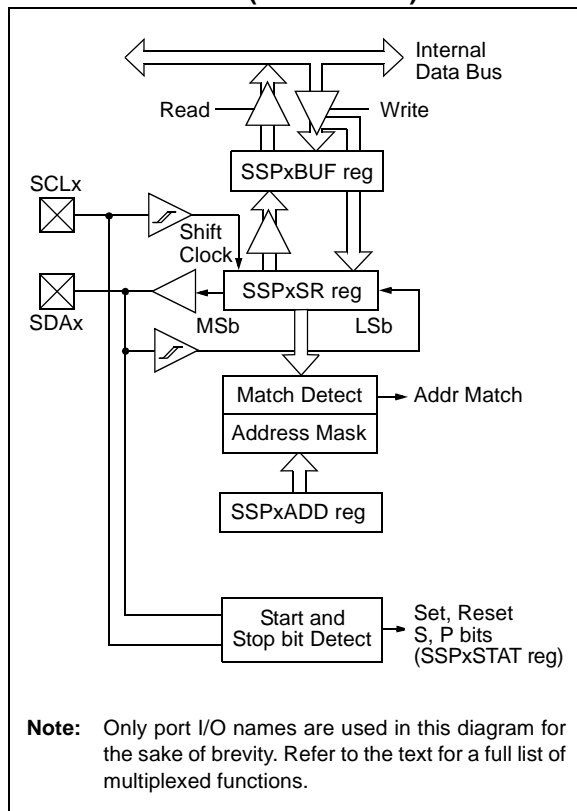 Internal
Data Bus
Read
Write
SSPxBUF reg
SCLx
Shift
Clock
SSPxSR reg
SDAx
MSb
LSb
Match Detect
Addr Match
Address Mask
SSPxADD reg
Start and
Stop bit Detect
Set, Reset
S, P bits
(SSPxSTAT reg)
Note: Only port I/O names are used in this diagram for
the sake of brevity. Refer to the text for a full list of
multiplexed functions.